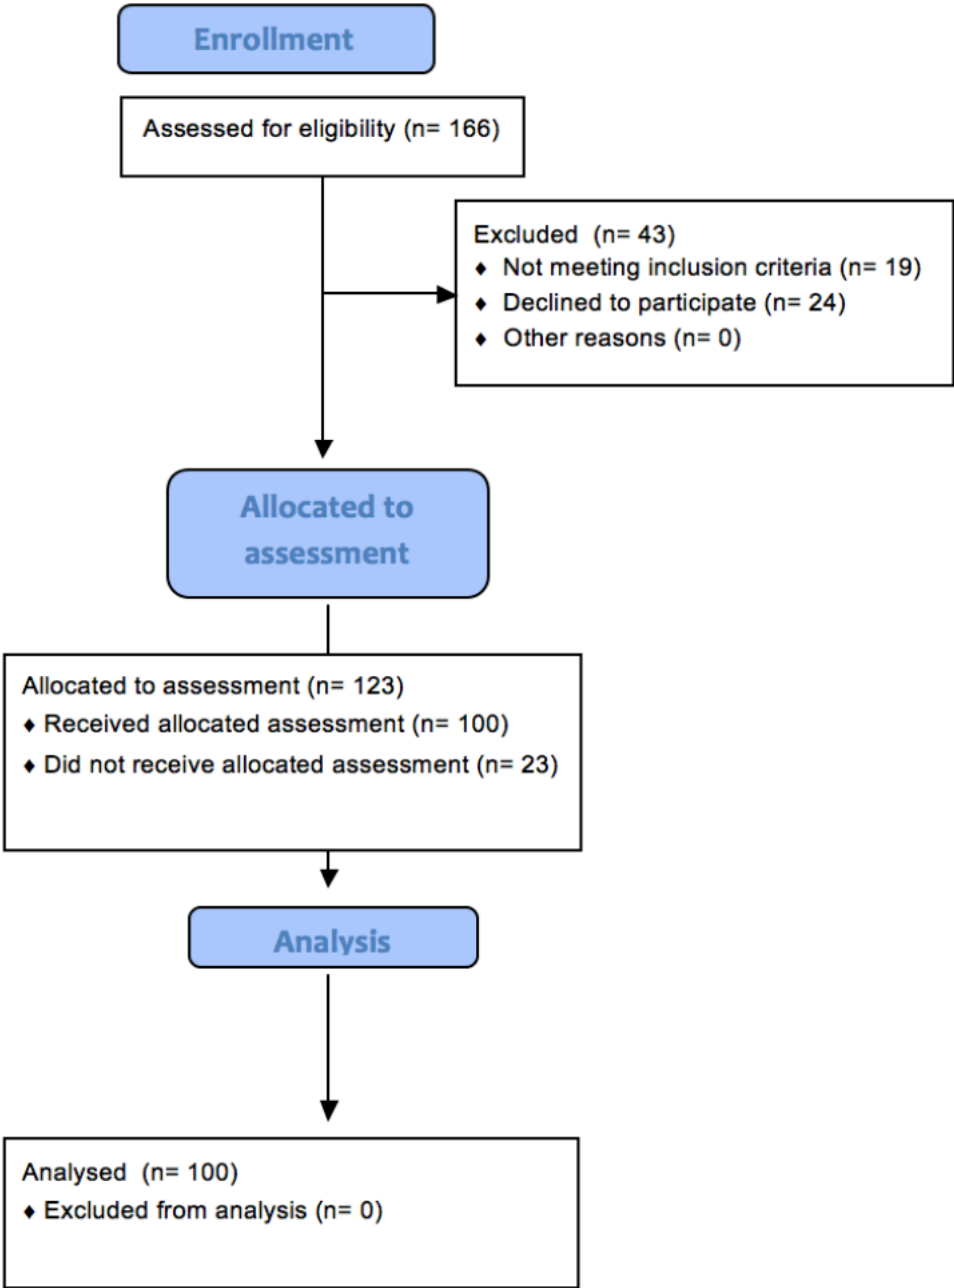 Enrollment
Assessed for eligibility (n= 166)
Excluded  (n= 43)
♦ Not meeting inclusion criteria (n= 19)
♦ Declined to participate (n= 24)
♦ Other reasons (n= 0)
Allocated to
assessment
Allocated to assessment (n= 123)
♦ Received allocated assessment (n= 100)
♦ Did not receive allocated assessment (n= 23)
Analysis
Analysed  (n= 100)
♦ Excluded from analysis (n= 0)